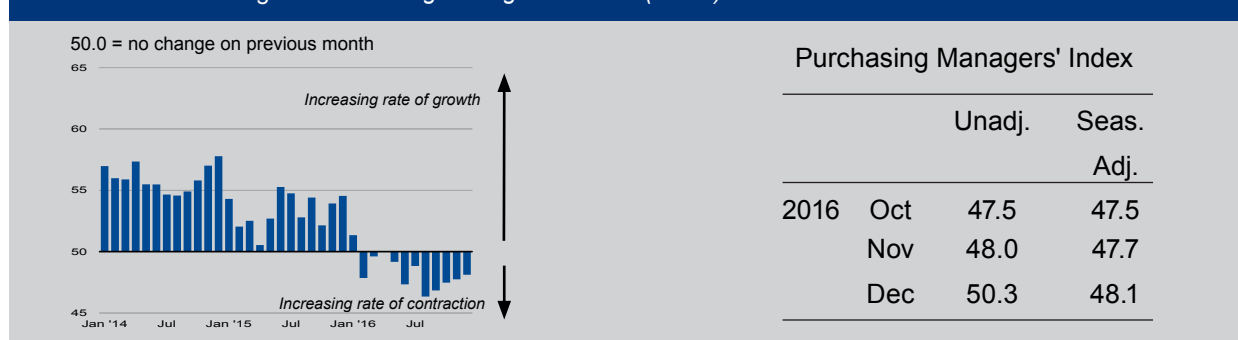 50.0 = no change on previous month
65
Increasing rate of growth
60
55
50
Increasing rate of contraction
45
Jan '14 Jul Jan '15 Jul Jan '16 Jul
Purchasing Managers' Index
Unadj. Seas.
Adj.
2016 Oct 47.5 47.5
Nov 48.0 47.7
Dec 50.3 48.1